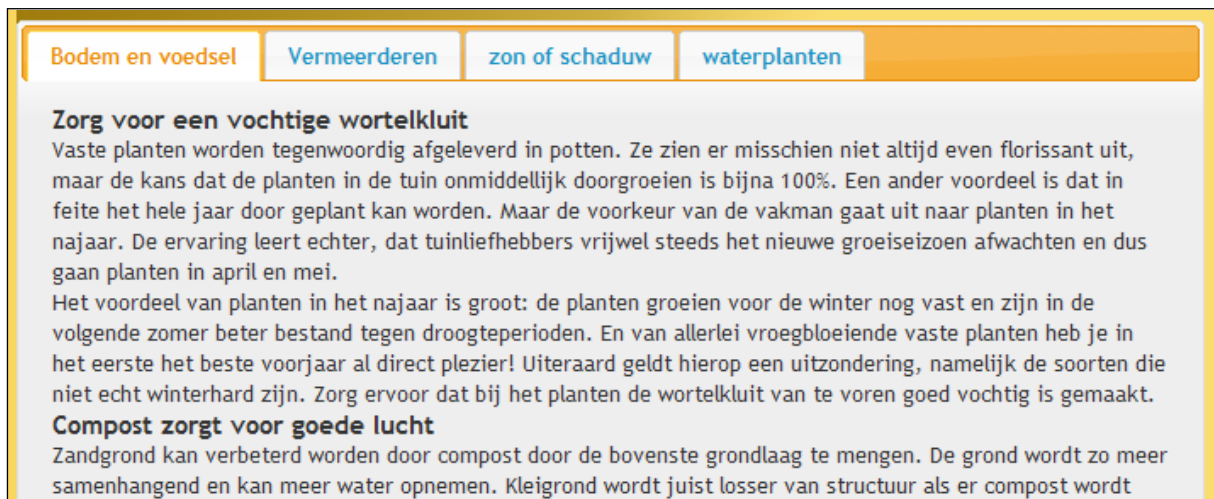 Bodem en voedsel
Vermeerderen
zon of schaduw
waterplanten
Zorg voor een vochtige wortelkluit
Vaste planten worden tegenwoordig afgeleverd in potten. Ze zien er misschien niet altijd even florissant uit,
maar de kans dat de planten in de tuin onmiddellijk doorgroeien is bijna 100%. Een ander voordeel is dat in
feite het hele jaar door geplant kan worden. Maar de voorkeur van de vakman gaat uit naar planten in het
najaar. De ervaring leert echter, dat tuinliefhebbers vrijwel steeds het nieuwe groeiseizoen afwachten en dus
gaan planten in april en mei.
Het voordeel van planten in het najaar is groot: de planten groeien voor de winter nog vast en zijn in de
volgende zomer beter bestand tegen droogteperioden. En van allerlei vroegbloeiende vaste planten heb je in
het eerste het beste voorjaar al direct plezier! Uiteraard geldt hierop een uitzondering, namelijk de soorten die
niet echt winterhard zijn. Zorg ervoor dat bij het planten de wortelkluit van te voren goed vochtig is gemaakt.
Compost zorgt voor goede lucht
Zandgrond kan verbeterd worden door compost door de bovenste grondlaag te mengen. De grond wordt zo meer
samenhangend en kan meer water opnemen. Kleigrond wordt juist losser van structuur als er compost wordt